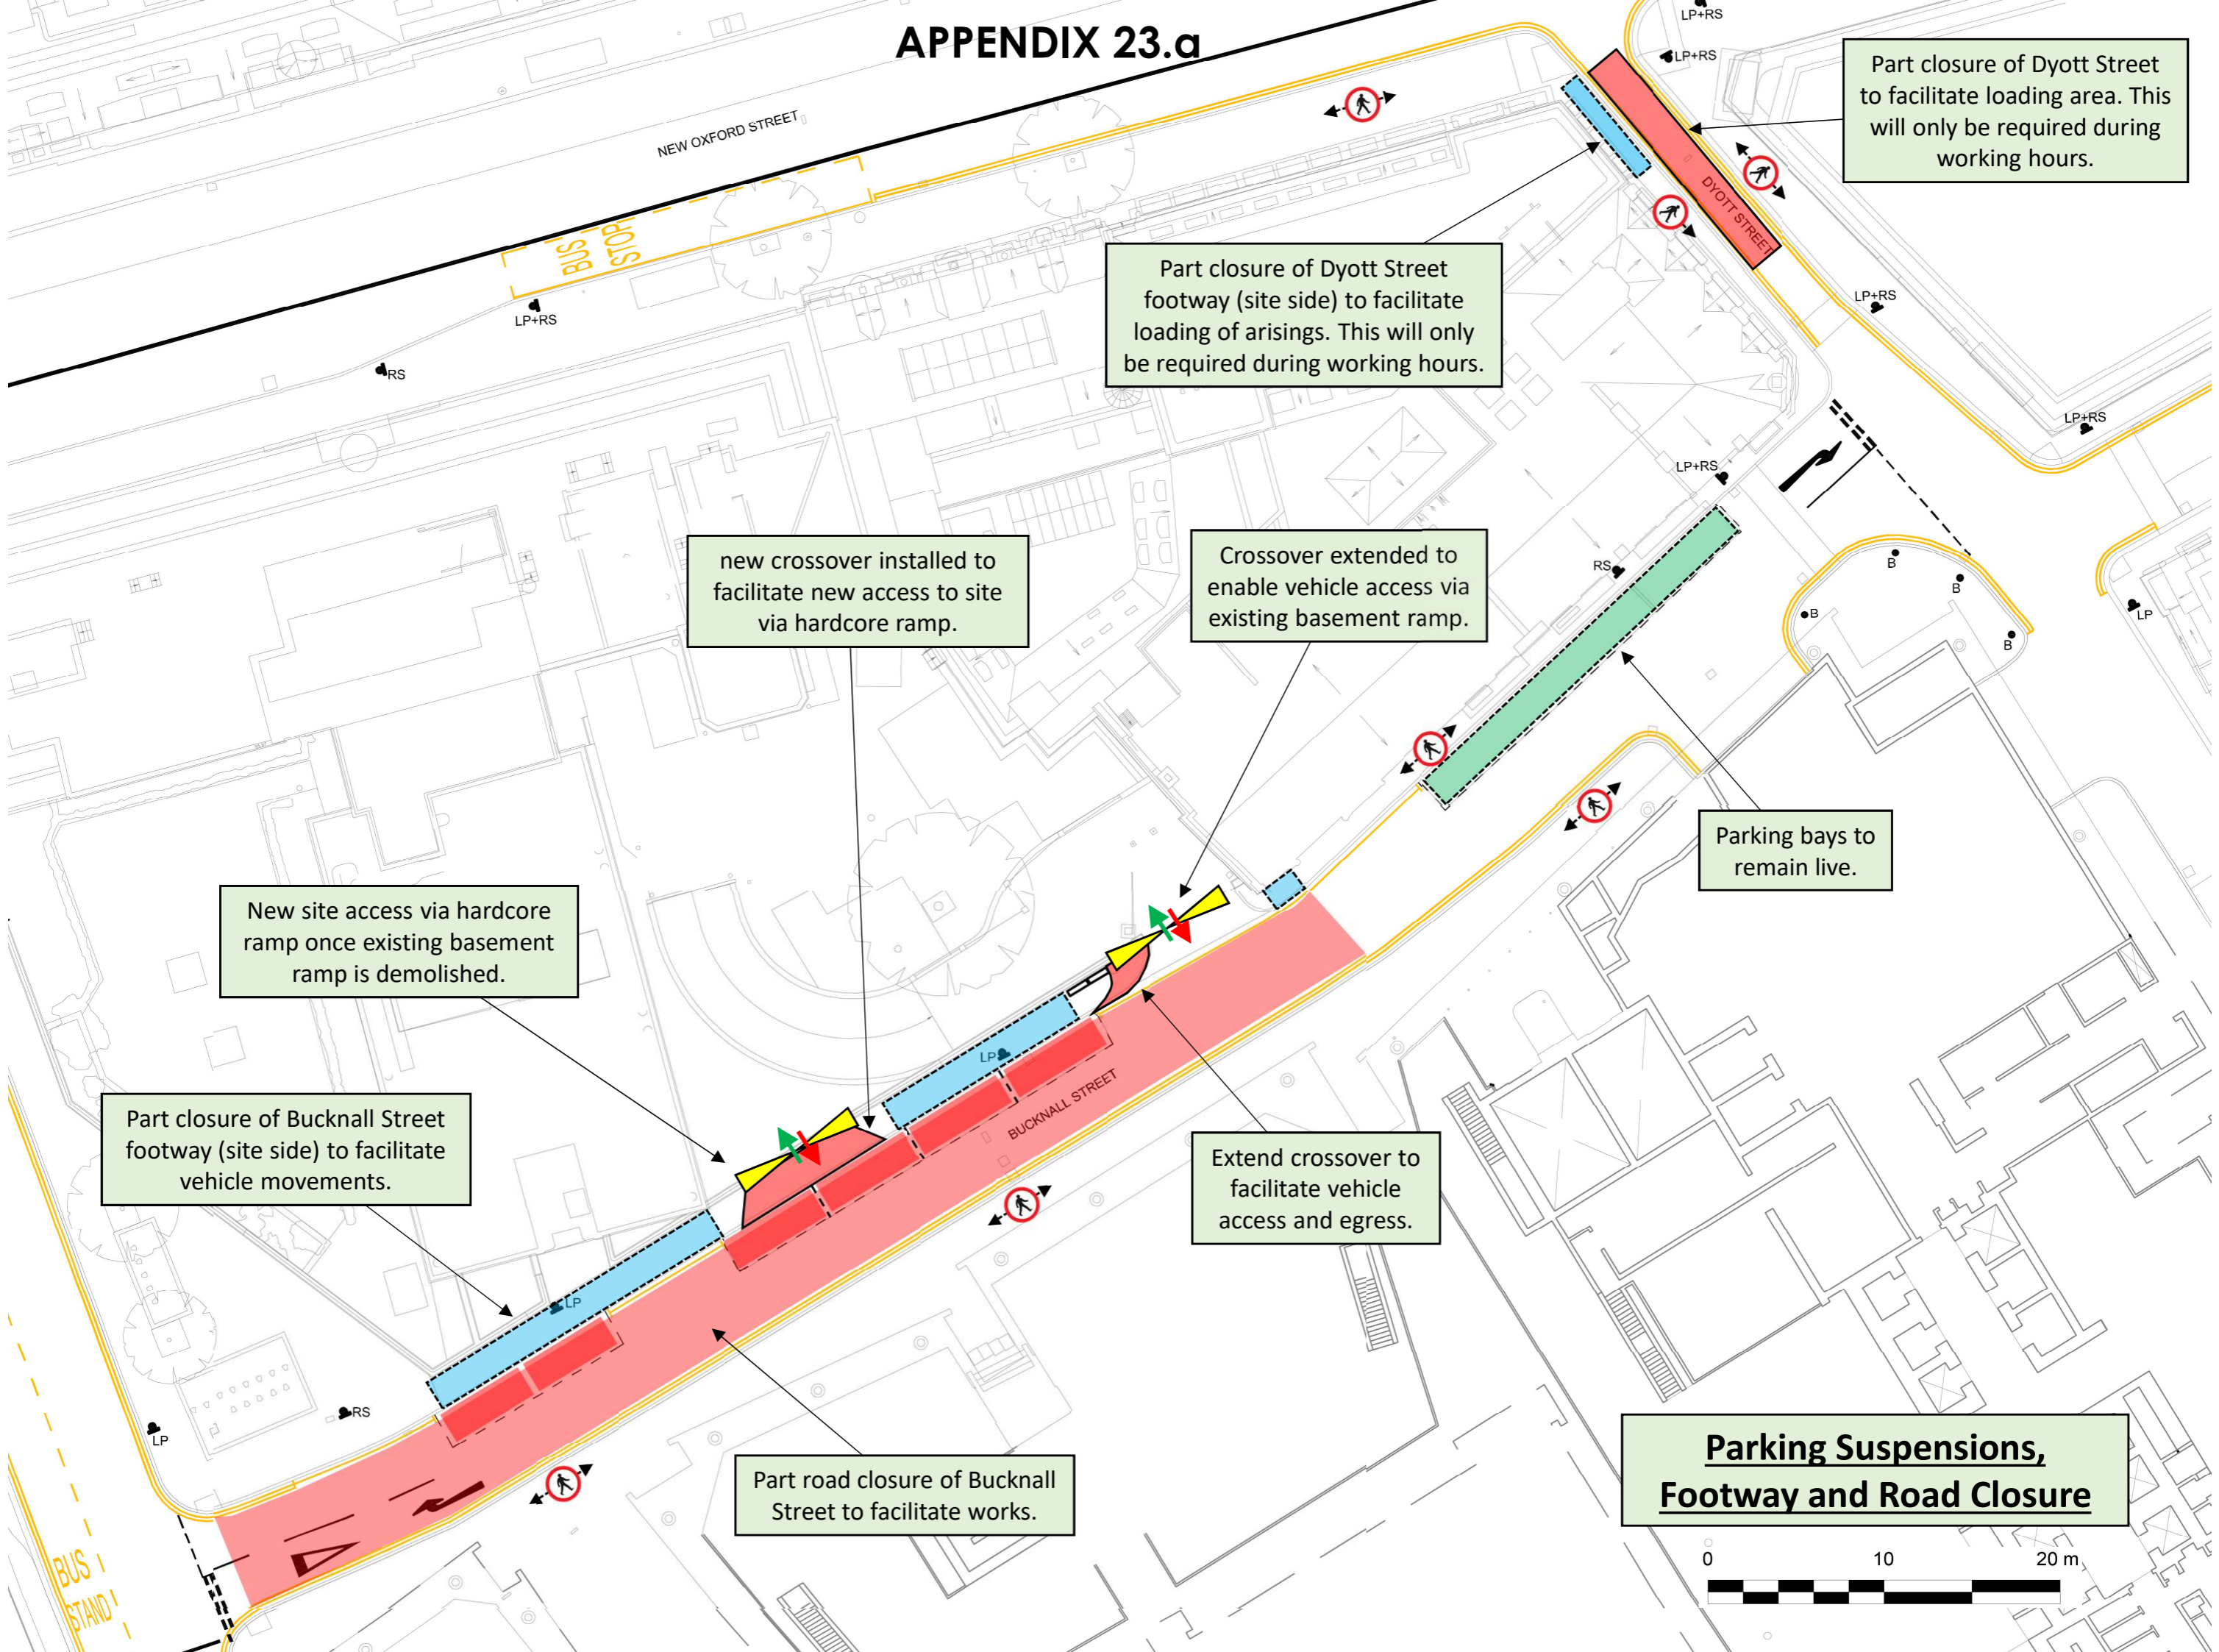 APPENDIX 23.a
LP+RS
LP+RS
Part closure of Dyott Street
to facilitate loading area. This
will only be required during
working hours.
NEW OXFORD STREET
DYOTT STREET
BUS
STOP
Part closure of Dyott Street
footway (site side) to facilitate
loading of arisings. This will only
be required during working hours.
LP+RS
LP+RS
RS
LP+RS
LP+RS
new crossover installed to
facilitate new access to site
via hardcore ramp.
Crossover extended to
enable vehicle access via
existing basement ramp.
RS
B
B
B
B
LP
Parking bays to
remain live.
New site access via hardcore
ramp once existing basement
ramp is demolished.
LP
BUCKNALL STREET
Part closure of Bucknall Street
footway (site side) to facilitate
vehicle movements.
Extend crossover to
facilitate vehicle
access and egress.
LP
RS
LP
Part road closure of Bucknall
Street to facilitate works.
Parking Suspensions,
Footway and Road Closure
BUS
STAND
0 10 20 m